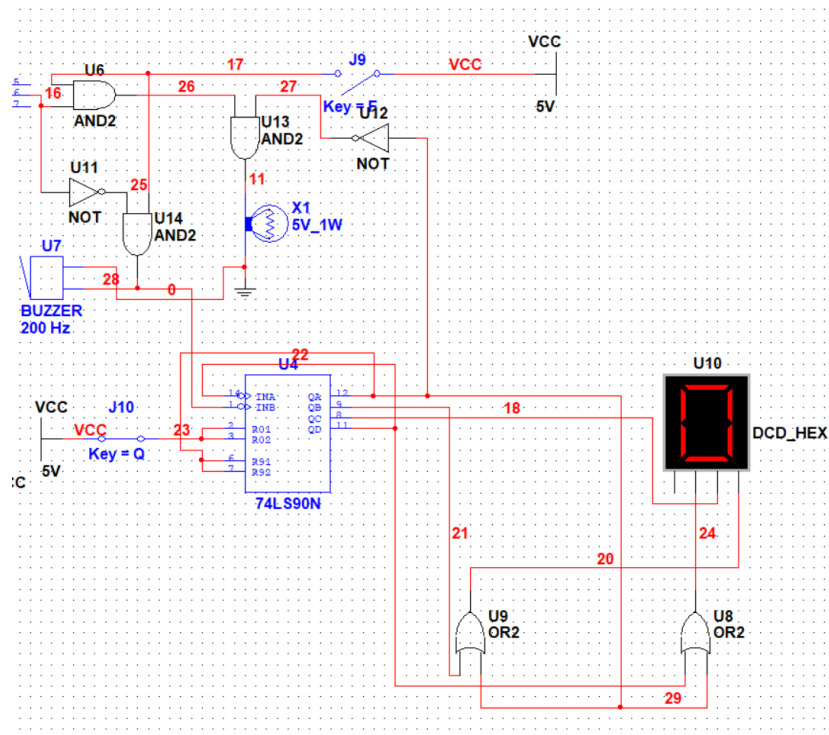 VCC
J9
17
VCC
U6
5
6
16
7
26
27
Key = F
U12
5V
AND2
U13
AND2
NOT
U11
11
25
U14
X1
NOT
AND2
5V_1W
U7
28
0
BUZZER
200 Hz
22
U4
U10
14
INA
QA
12
1
INB
QB
9
QC
8
18
VCC
J10
VCC
23
2
R01
QD
11
3
R02
DCD_HEX
Key = Q
6
R91
5V
7
R92
:C
74LS90N
21
24
20
U9
OR2
U8
OR2
29